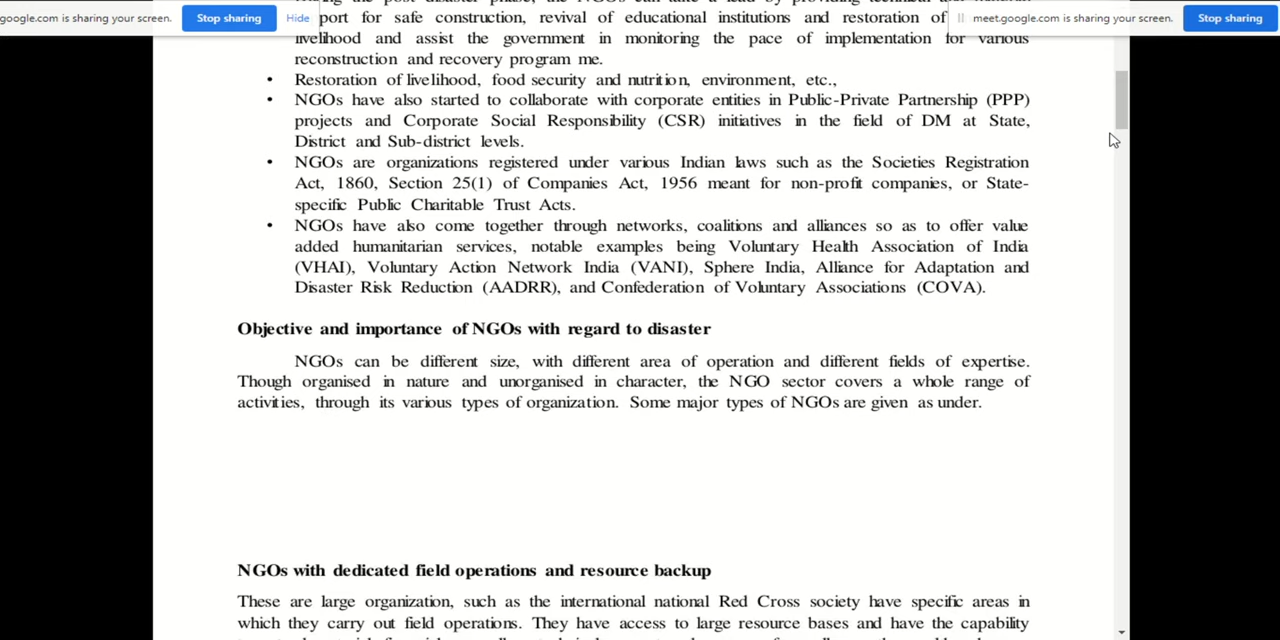 google.com is sharing your screen. Stop sharing Hide
meet.google.com is sharing your screen. Stop sharing
the post disaster phase, the NGOs can take a lead by providing technical and
port for safe construction, revival of educational institutions and restoration of
livelihood and assist the government in monitoring the pace of implementation for various
reconstruction and recovery program me.
• Restoration of livelihood, food security and nutrition, environment, etc.,
• NGOs have also started to collaborate with corporate entities in Public-Private Partnership (PPP)
projects and Corporate Social Responsibility (CSR) initiatives in the field of DM at State,
District and Sub-district levels.
• NGOs are organizations registered under various Indian laws such as the Societies Registration
Act, 1860, Section 25(1) of Companies Act, 1956 meant for non-profit companies, or State-
specific Public Charitable Trust Acts.
• NGOs have also come together through networks, coalitions and alliances so as to offer value
added humanitarian services, notable examples being Voluntary Health Association of India
(VHAI), Voluntary Action Network India (VANI), Sphere India, Alliance for Adaptation and
Disaster Risk Reduction (AADRR), and Confederation of Voluntary Associations (COVA).
Objective and importance of NGOs with regard to disaster
NGOs can be different size, with different area of operation and different fields of expertise.
Though organised in nature and unorganised in character, the NGO sector covers a whole range of
activities, through its various types of organization. Some major types of NGOs are given as under.
NGOs with dedicated field operations and resource backup
These are large organization, such as the international national Red Cross society have specific areas in
which they carry out field operations. They have access to large resource bases and have the capability